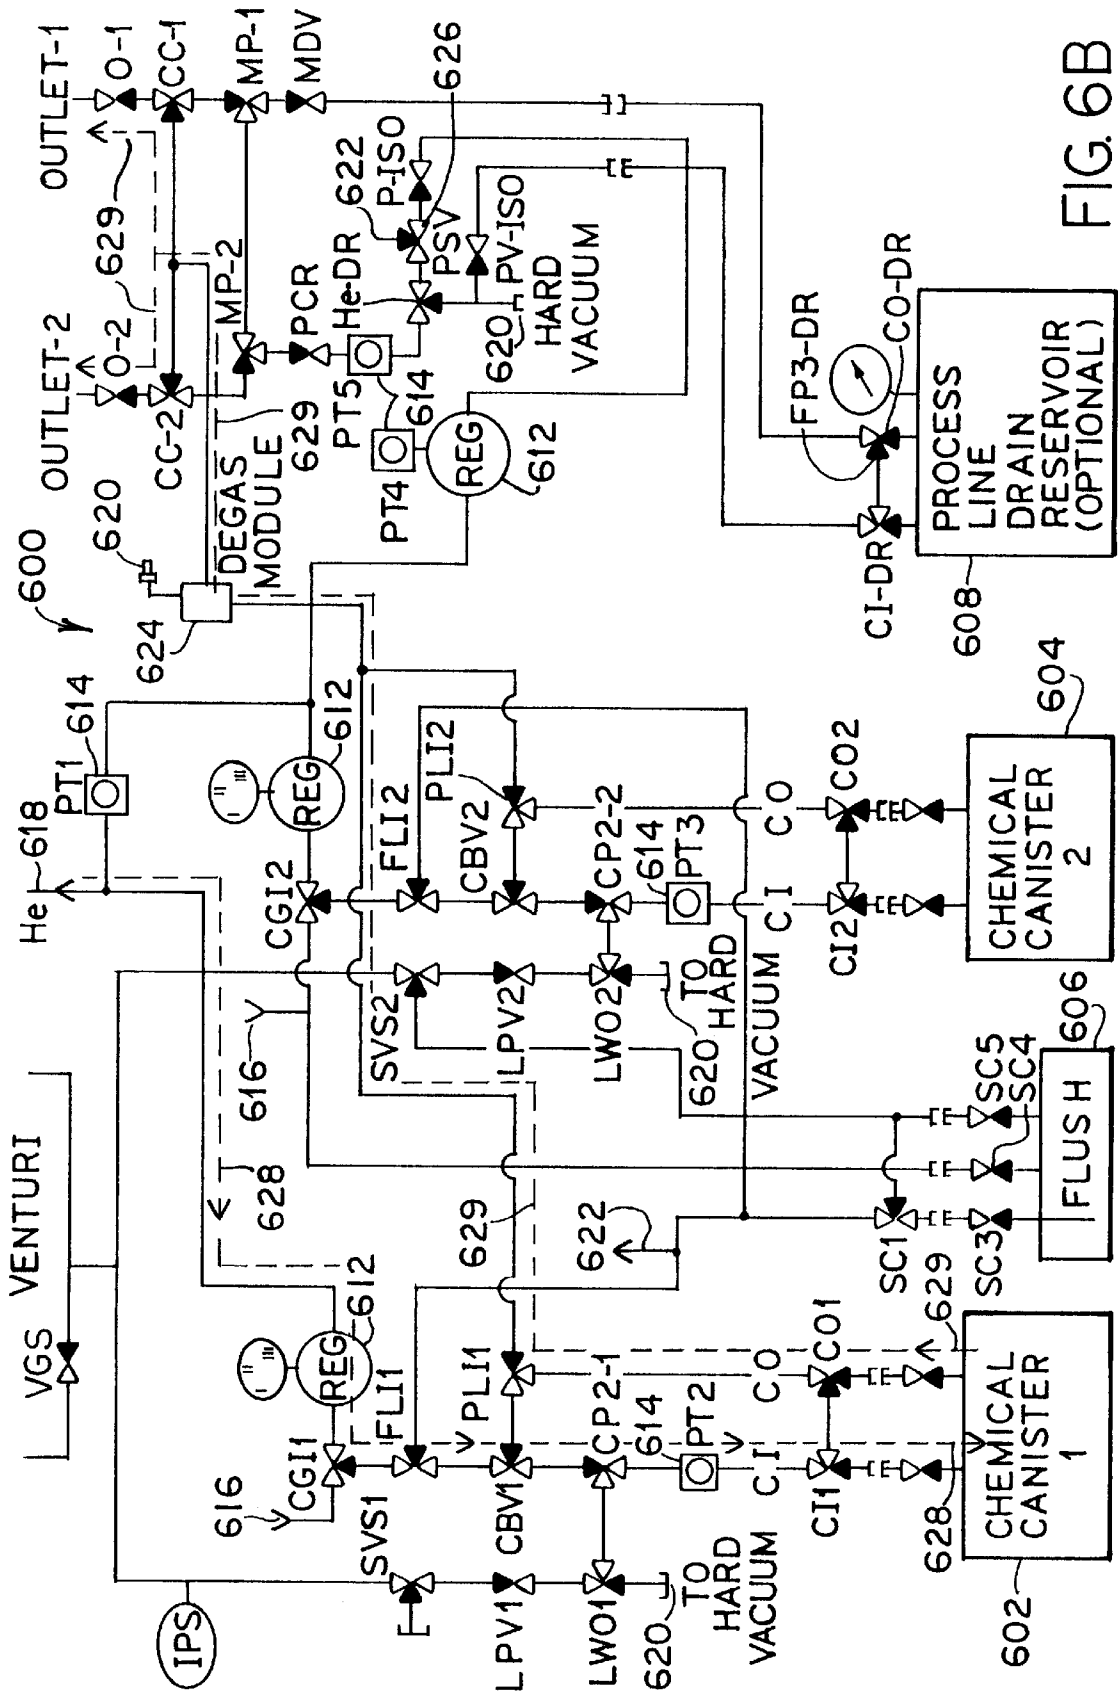 OUTLET-1
O-1
CC-1
MP-1
MDV
OUTLET-2
O-2
629
CC-2
MP-2
629
PCR
He-DR
622
P-ISO
626
PSV
PV-ISO
620
HARD
VACUUM
PT5
614
PT4
REG
612
600
620
624
DEGAS
MODULE
FP3-DR
CO-DR
CI-DR
PROCESS
LINE
DRAIN
RESERVOIR
(OPTIONAL)
608
FIG. 6B
He
618
PT1
614
REG
612
CGI2
FLI2
PLI2
CBV2
CP2-2
614
PT3
CI
CO
CI2
CO2
CHEMICAL
CANISTER
2
604
SVS2
LPV2
LWO2
620
TO
HARD
VACUUM
616
628
VENTURI
VGS
629
622
SC1
SC3
SC5
SC4
FLUSH
606
REG
612
FLI1
CGI1
616
PLI1
CBV1
CP2-1
614
PT2
CI
CO
CI1
CO1
629
628
CHEMICAL
CANISTER
1
602
IPS
SVS1
LPV1
LWO1
620
TO
HARD
VACUUM